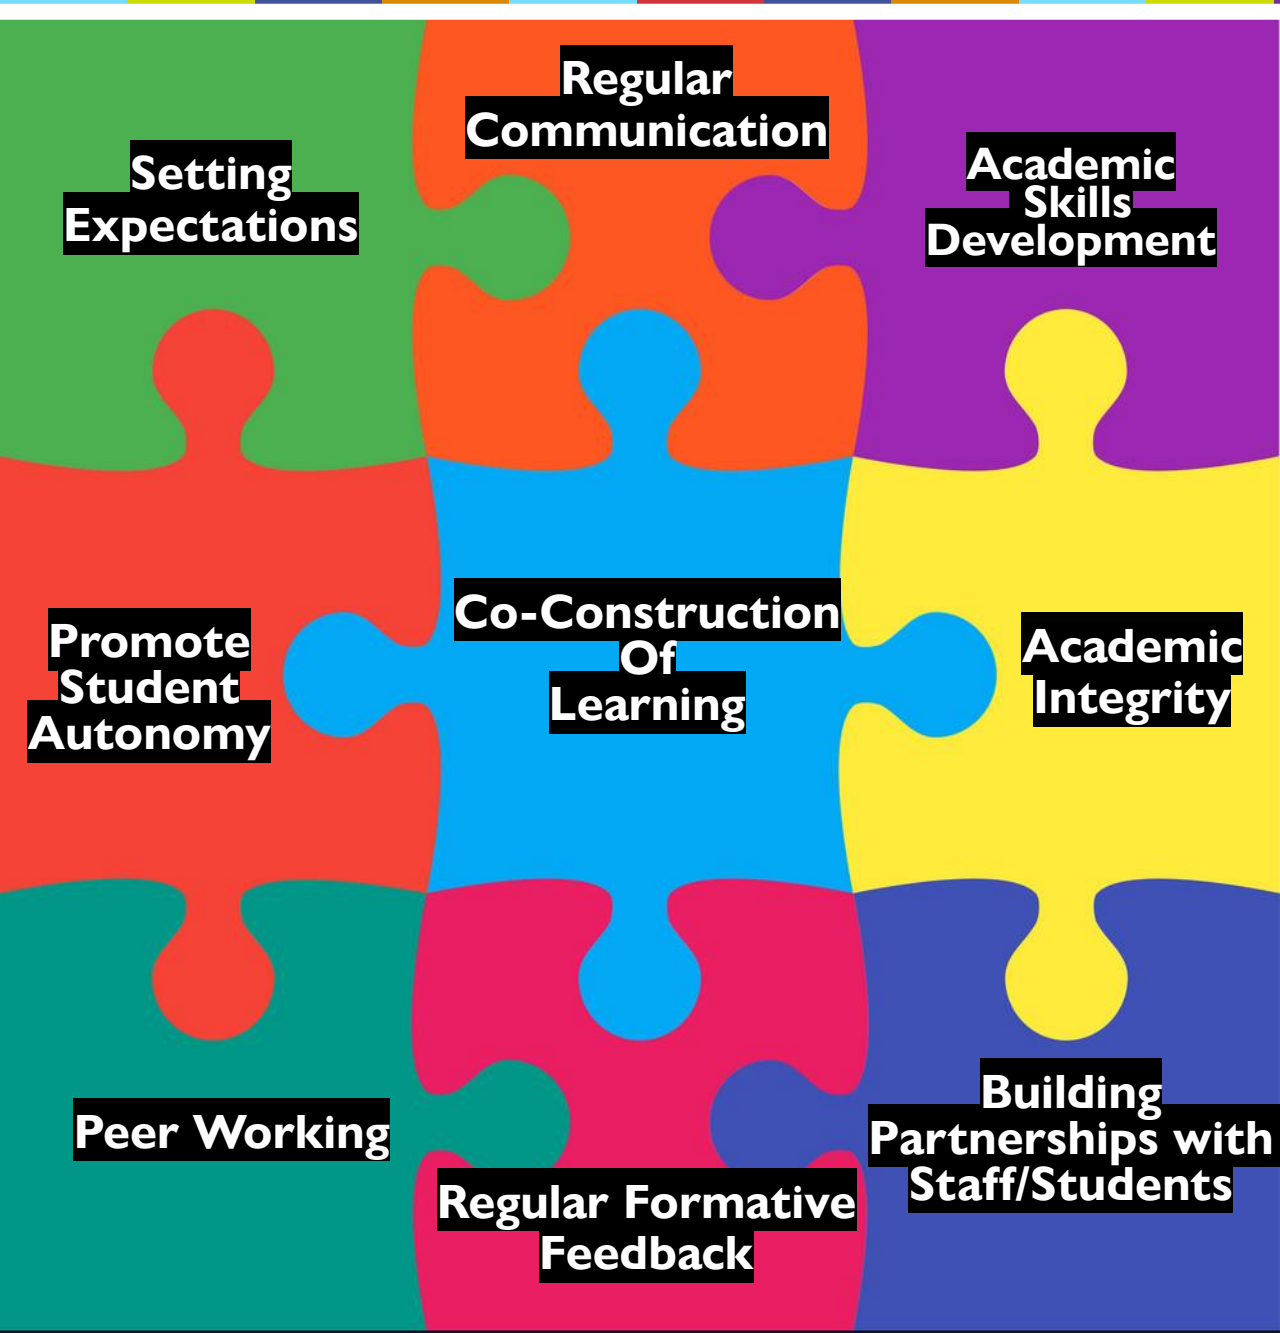 Regular
Communication
Setting
Expectations
Academic
Skills
Development
Promote
Student
Autonomy
Co-Construction
Of
Learning
Academic
Integrity
Peer Working
Regular Formative
Feedback
Building
Partnerships with
Staff/Students